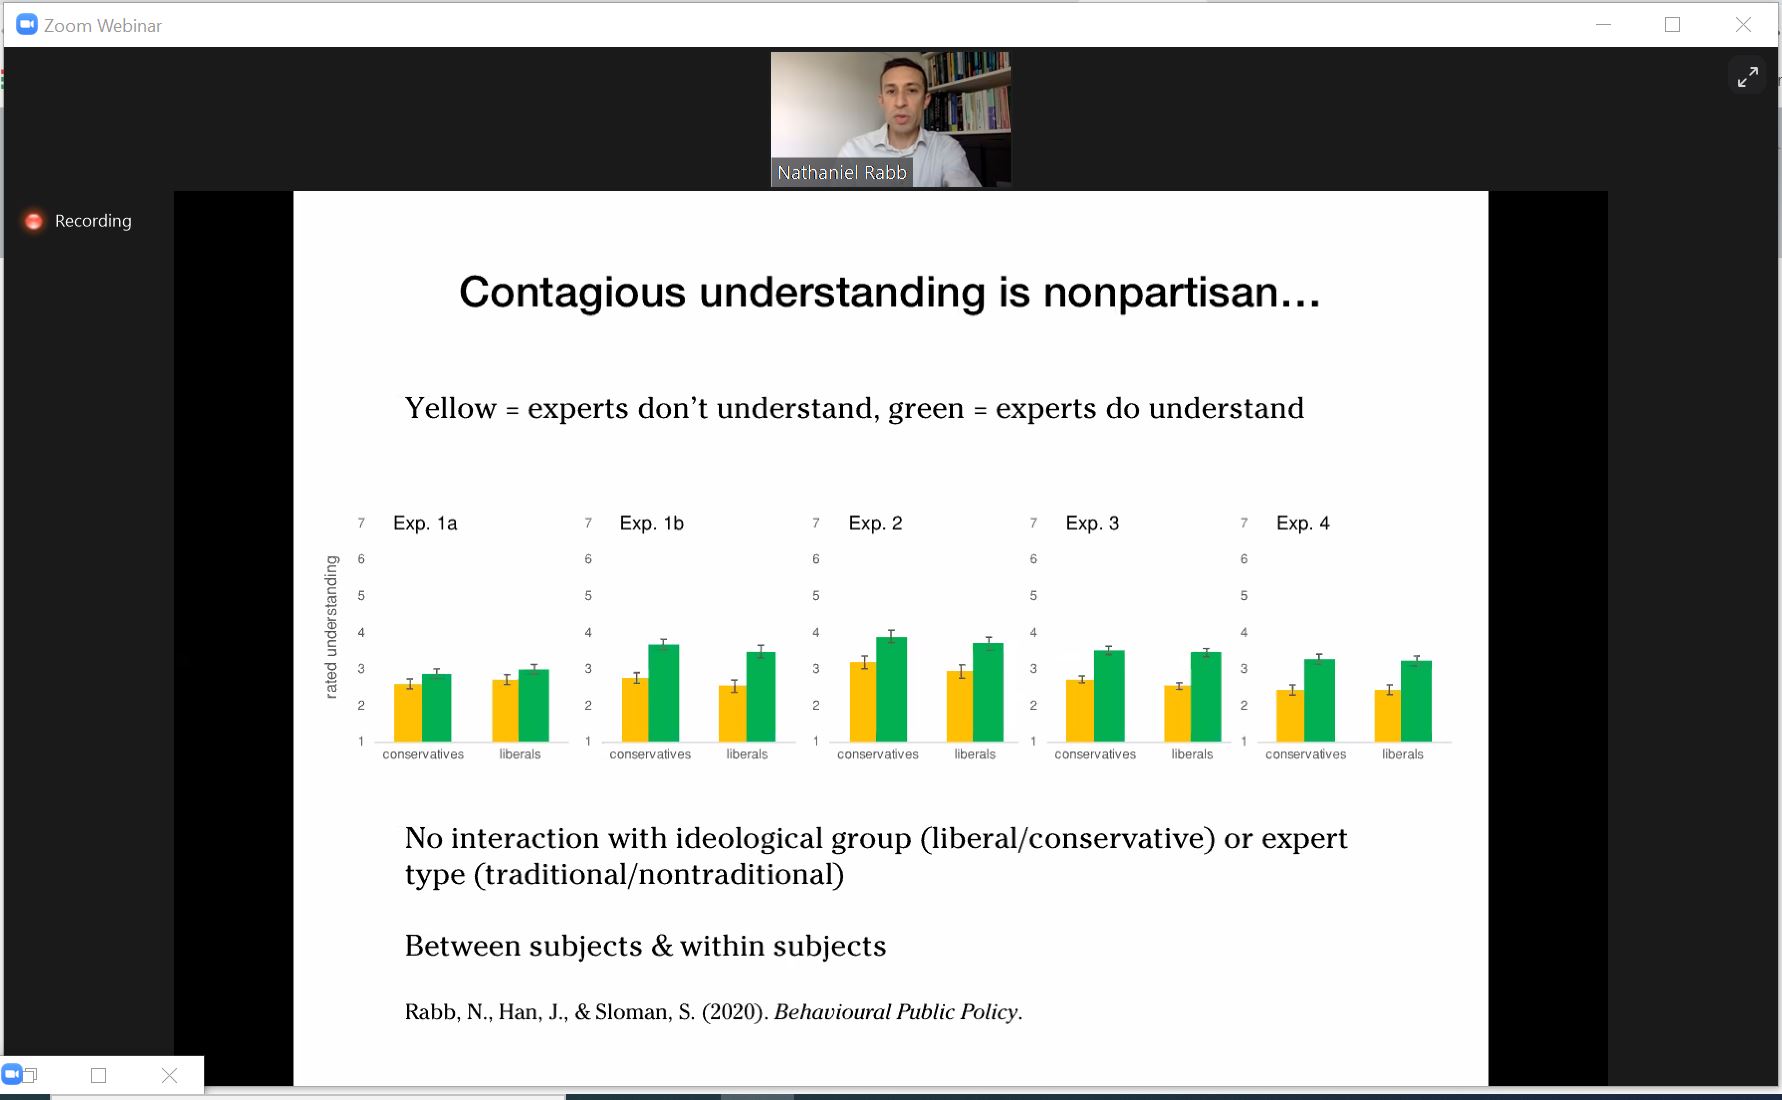 Zoom Webinar
Nathaniel Rabb
Recording
Contagious understanding is nonpartisan...
Yellow = experts don't understand, green = experts do understand
rated understanding
Exp. 1a
7
6
5
4
3
2
1
conservatives liberals
Exp. 1b
7
6
5
4
3
2
1
conservatives liberals
Exp. 2
7
6
5
4
3
2
1
conservatives liberals
Exp. 3
7
6
5
4
3
2
1
conservatives liberals
Exp. 4
7
6
5
4
3
2
1
conservatives liberals
No interaction with ideological group (liberal/conservative) or expert
type (traditional/nontraditional)
Between subjects & within subjects
Rabb, N., Han, J., & Sloman, S. (2020). Behavioural Public Policy.